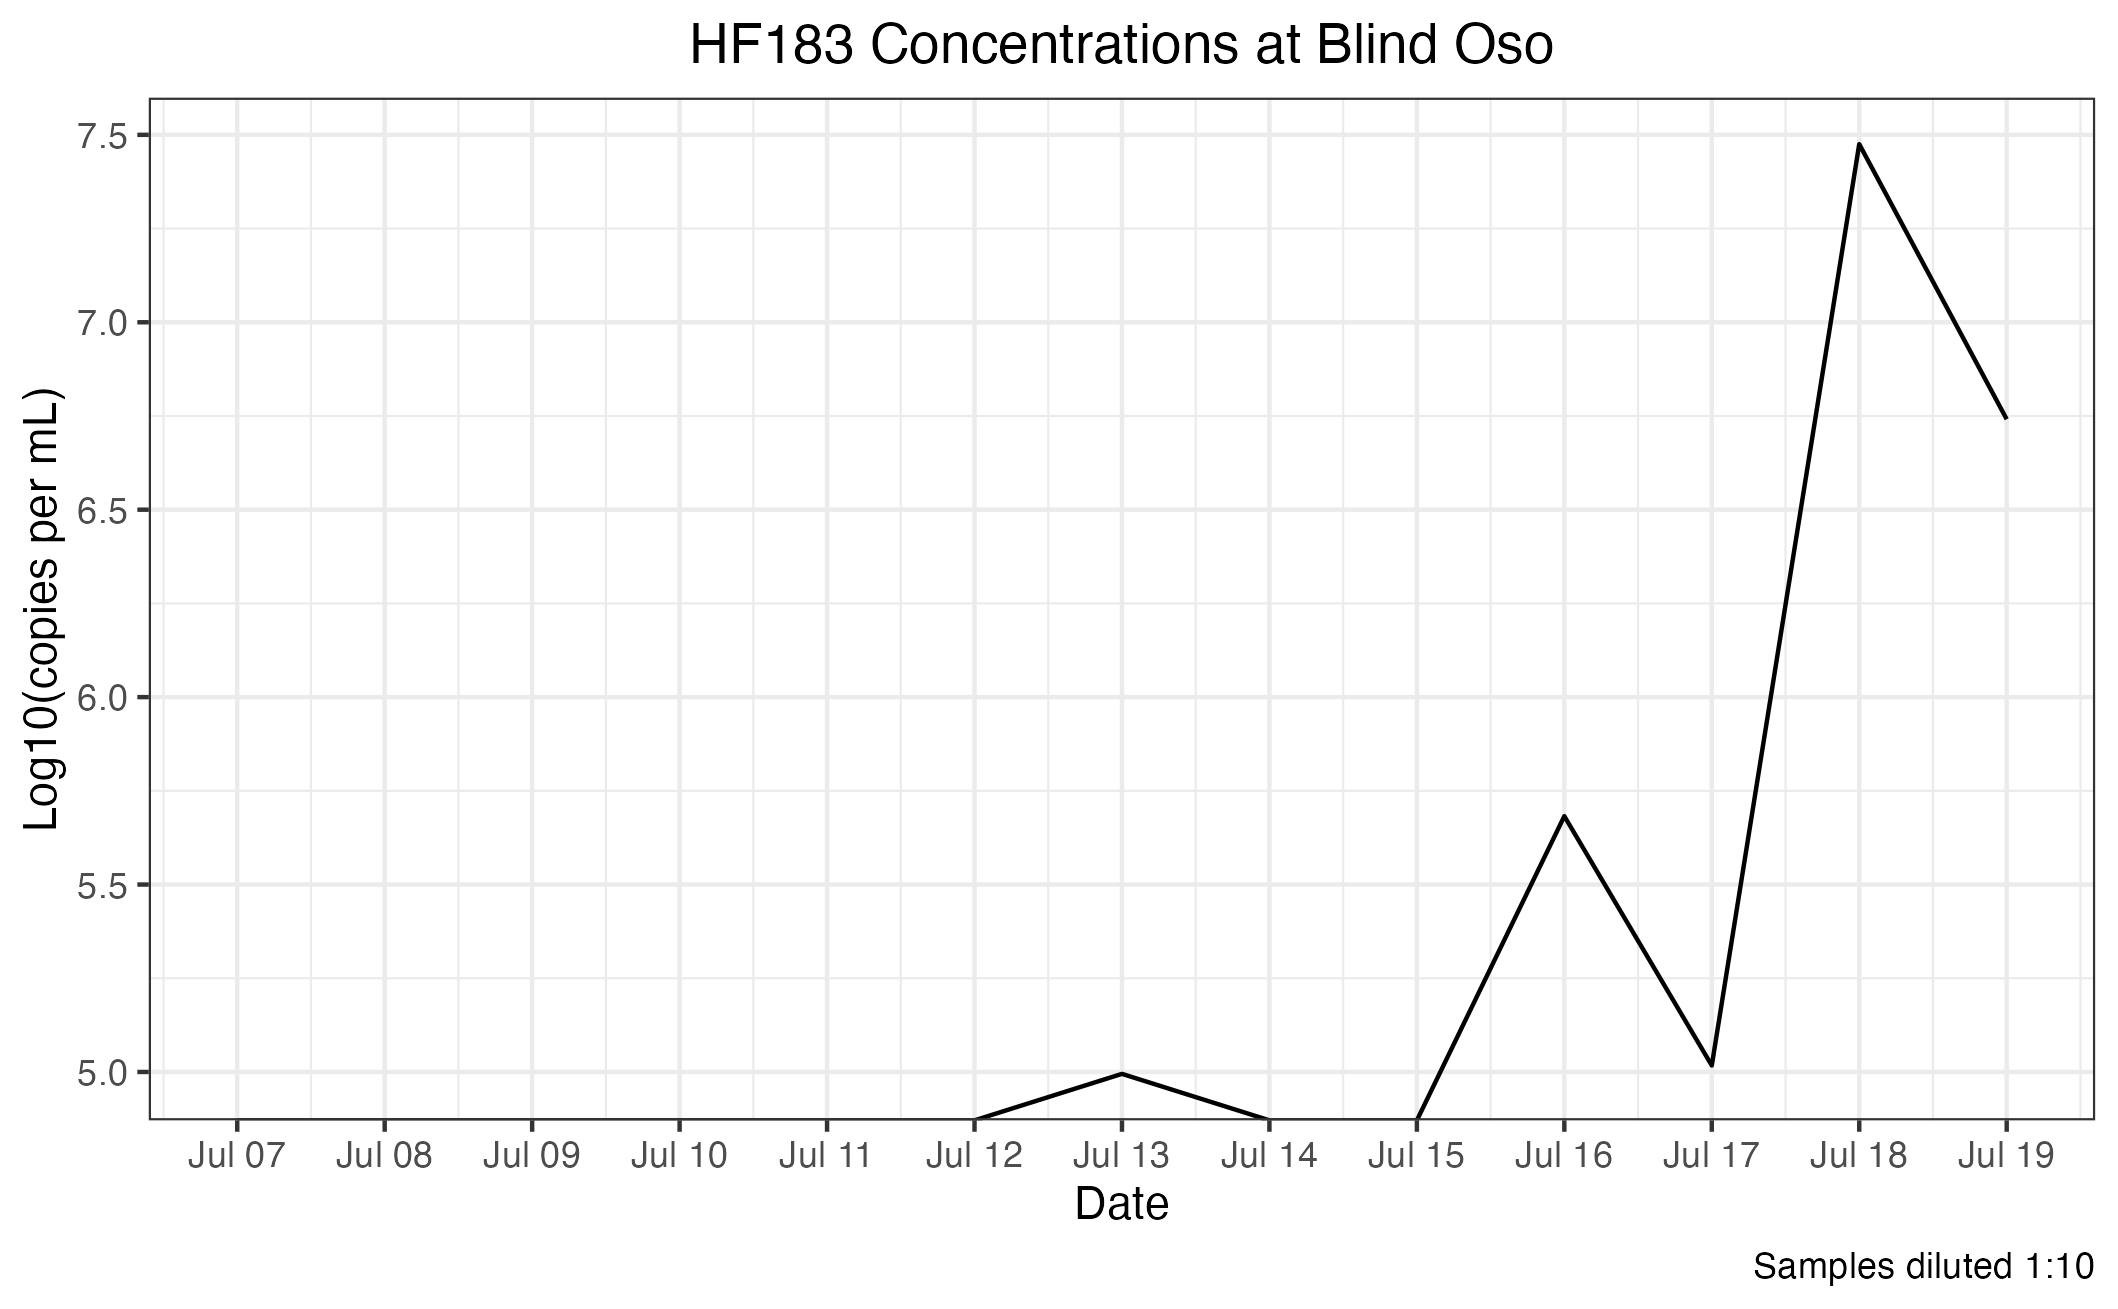 HF183 Concentrations at Blind Oso
Log10(copies per mL)
7.5
7.0
6.5
6.0
5.5
5.0
Jul 07 Jul 08 Jul 09 Jul 10 Jul 11 Jul 12 Jul 13 Jul 14 Jul 15 Jul 16 Jul 17 Jul 18 Jul 19
Date
Samples diluted 1:10